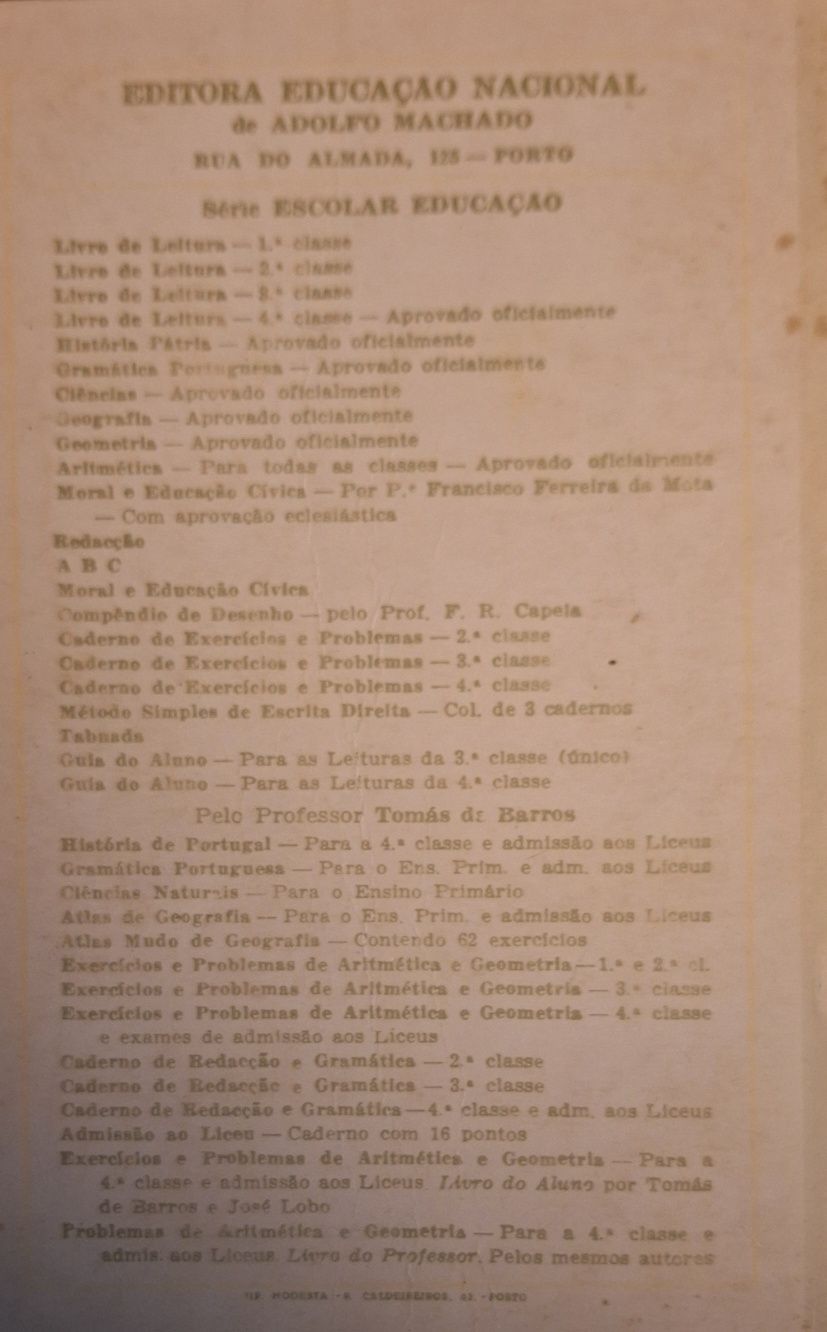 EDITORA EDUCAÇÃO NACIONAL
de ADOLFO MACHADO
RUA DO ALMADA, 125 — PORTO
Série ESCOLAR EDUCAÇÃO
Livro de Leitura — 1.ª classe
Livro de Leitura — 2.ª classe
Livro de Leitura — 3.ª classe
Livro de Leitura — 4.ª classe — Aprovado oficialmente
História Pátria — Aprovado oficialmente
Gramática Portuguesa — Aprovado oficialmente
Ciências — Aprovado oficialmente
Geografia — Aprovado oficialmente
Geometria — Aprovado oficialmente
Aritmética — Para todas as classes — Aprovado oficialmente
Moral e Educação Cívica — Por P.e Francisco Ferreira da Mota
— Com aprovação eclesiástica
Redacção
A B C
Moral e Educação Cívica
Compêndio de Desenho — pelo Prof. F. R. Capela
Caderno de Exercícios e Problemas — 2.ª classe
Caderno de Exercícios e Problemas — 3.ª classe
Caderno de Exercícios e Problemas — 4.ª classe
Método Simples de Escrita Direita — Col. de 3 cadernos
Tabuada
Guia do Aluno — Para as Leituras da 3.ª classe (único)
Guia do Aluno — Para as Leituras da 4.ª classe
Pelo Professor Tomás de Barros
História de Portugal — Para a 4.ª classe e admissão aos Liceus
Gramática Portuguesa — Para o Ens. Prim. e adm. aos Liceus
Ciências Naturais — Para o Ensino Primário
Atlas de Geografia — Para o Ens. Prim. e admissão aos Liceus
Atlas Mudo de Geografia — Contendo 62 exercícios
Exercícios e Problemas de Aritmética e Geometria—1.ª e 2.ª cl.
Exercícios e Problemas de Aritmética e Geometria — 3.ª classe
Exercícios e Problemas de Aritmética e Geometria — 4.ª classe
e exames de admissão aos Liceus
Caderno de Redacção e Gramática — 2.ª classe
Caderno de Redacção e Gramática — 3.ª classe
Caderno de Redacção e Gramática—4.ª classe e adm. aos Liceus
Admissão ao Liceu — Caderno com 16 pontos
Exercícios e Problemas de Aritmética e Geometria — Para a
4.ª classe e admissão aos Liceus. Livro do Aluno por Tomás
de Barros e José Lobo
Problemas de Aritmética e Geometria — Para a 4.ª classe e
admis. aos Liceus. Livro do Professor. Pelos mesmos autores
TIP. MODESTA - R. CALDEIREIROS, 42 - PORTO